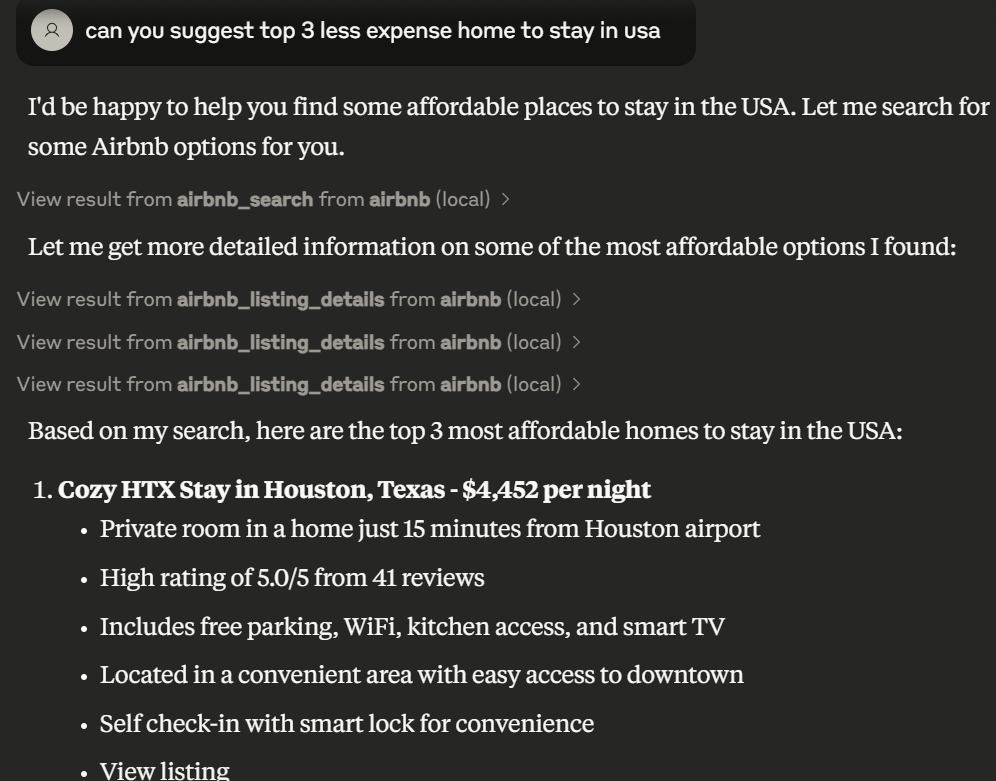 can you suggest top 3 less expense home to stay in usa
I'd be happy to help you find some affordable places to stay in the USA. Let me search for
some Airbnb options for you.
View result from airbnb_search from airbnb (local) >
Let me get more detailed information on some of the most affordable options I found:
View result from airbnb_listing_details from airbnb (local) >
View result from airbnb_listing_details from airbnb (local) >
View result from airbnb_listing_details from airbnb (local) >
Based on my search, here are the top 3 most affordable homes to stay in the USA:
1. Cozy HTX Stay in Houston, Texas - $4,452 per night
• Private room in a home just 15 minutes from Houston airport
• High rating of 5.0/5 from 41 reviews
• Includes free parking, WiFi, kitchen access, and smart TV
• Located in a convenient area with easy access to downtown
• Self check-in with smart lock for convenience
• View listing